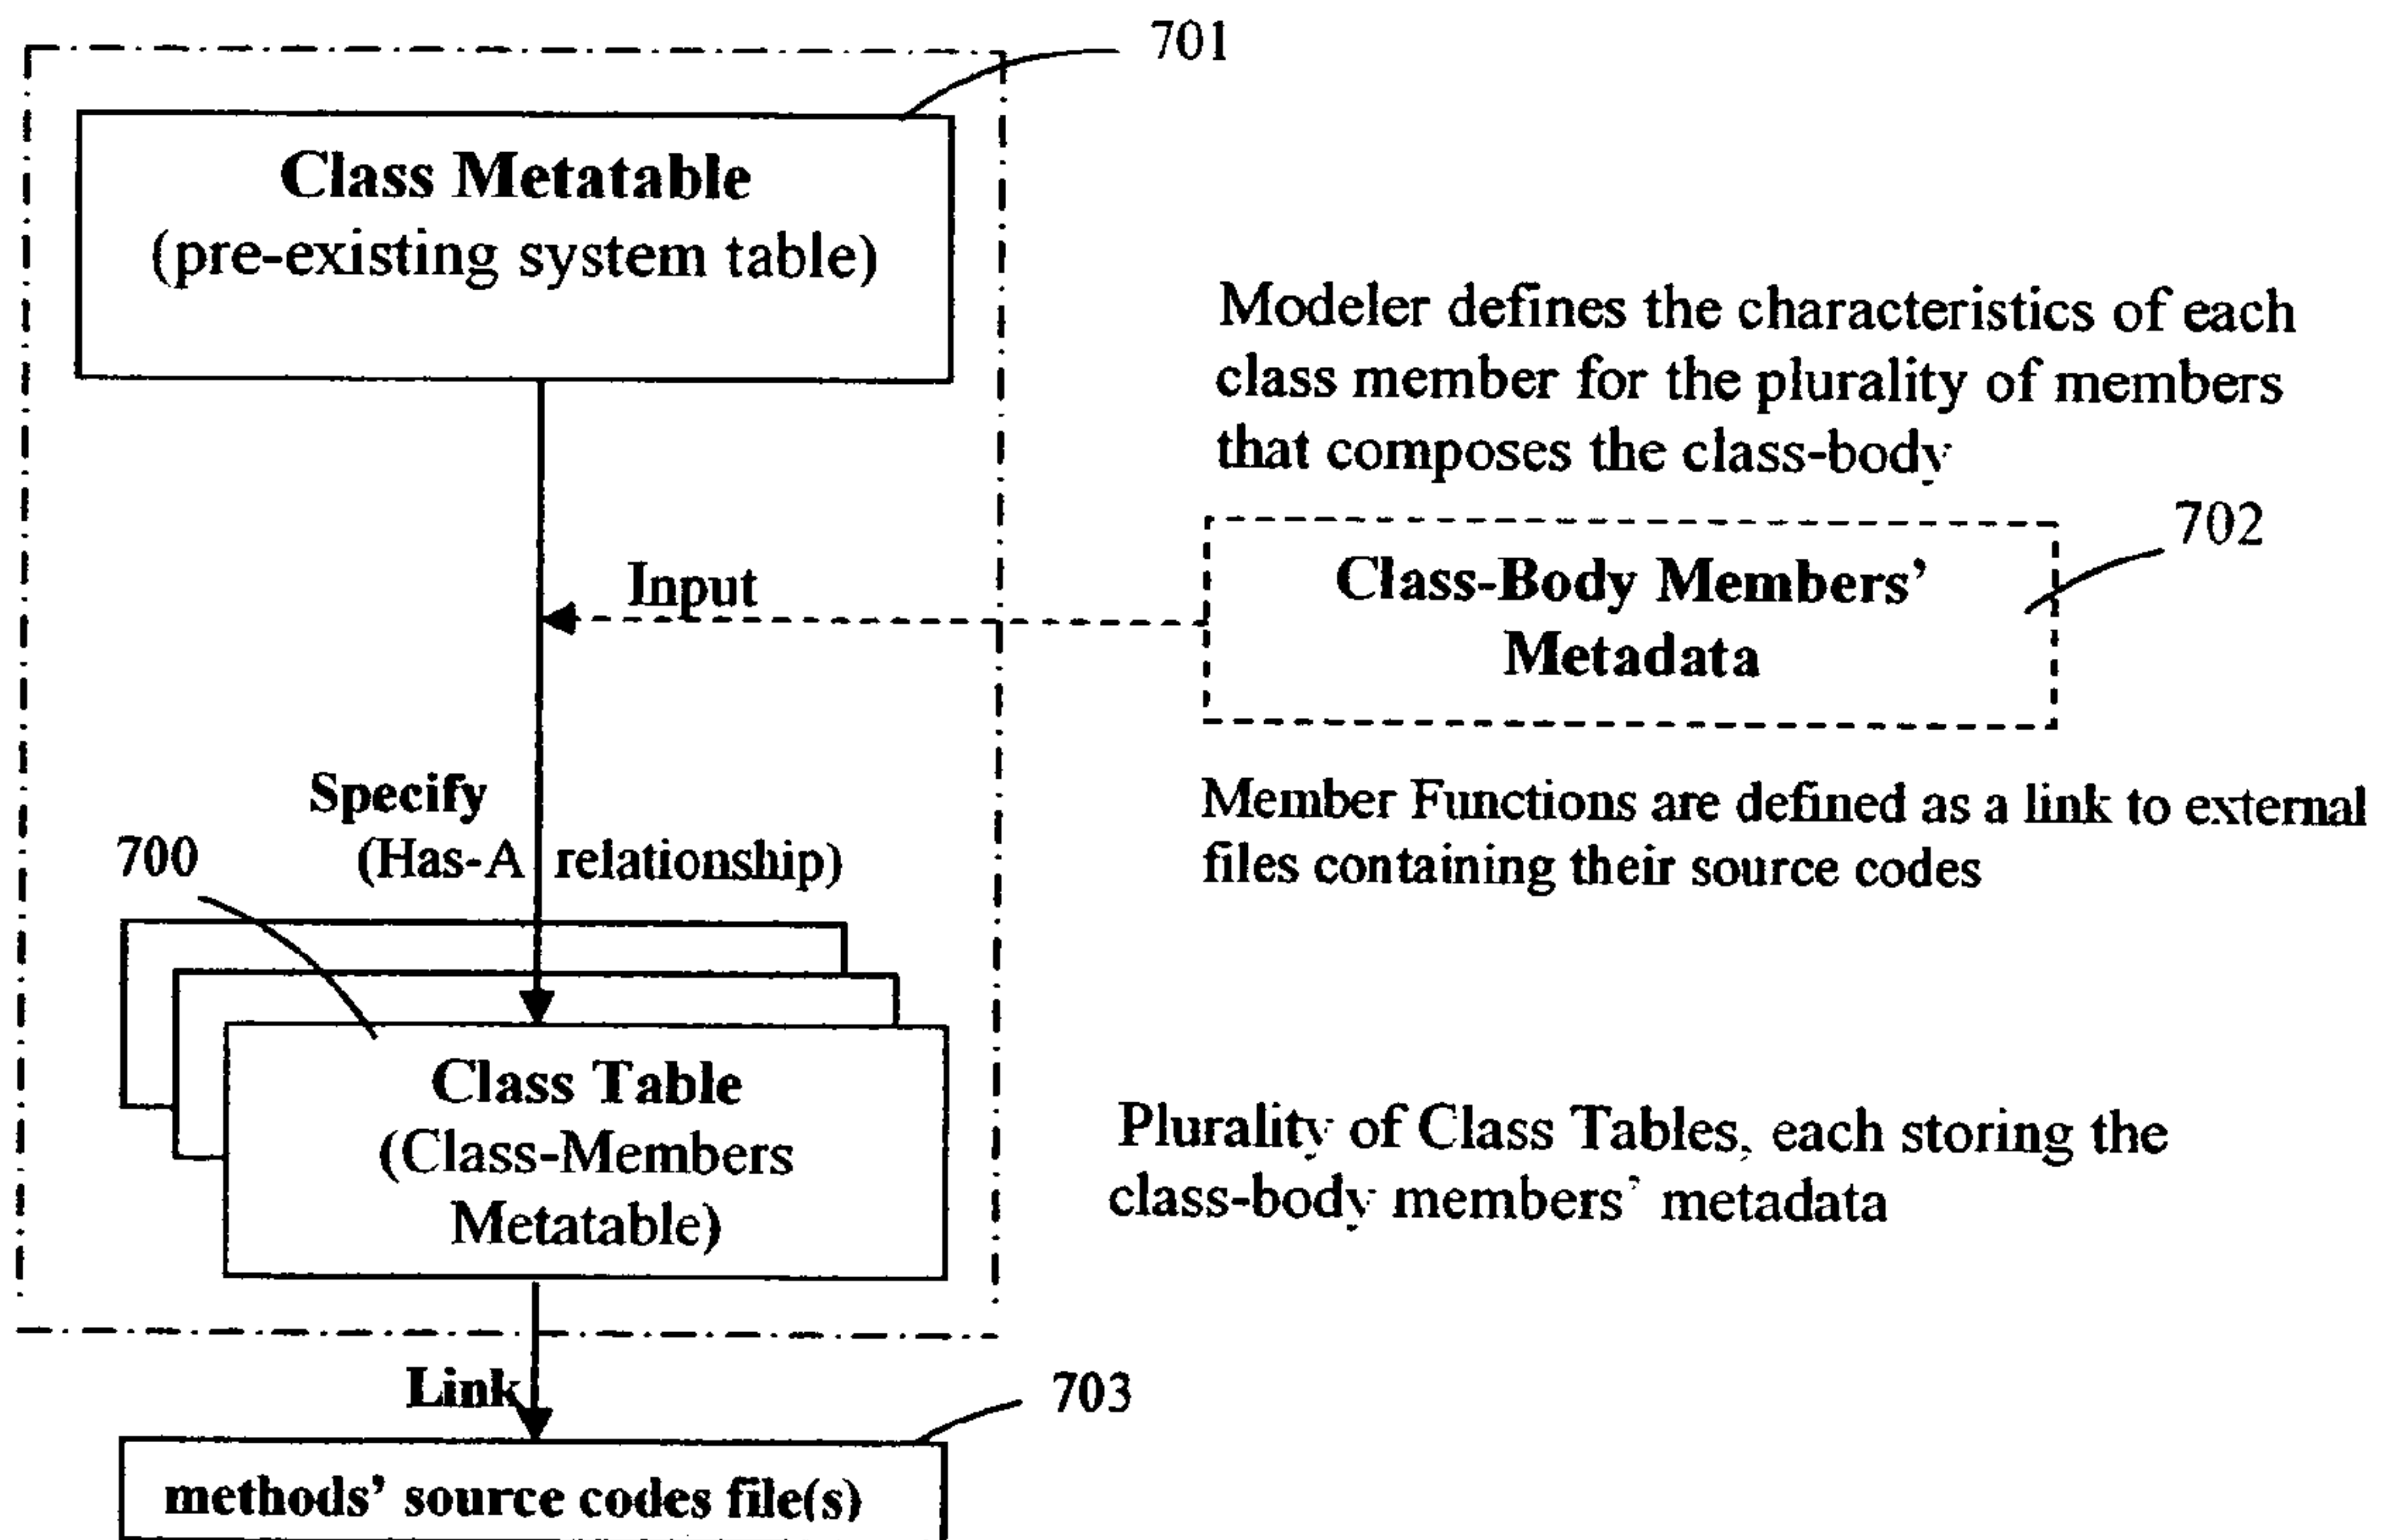 701
Class Metatable
(pre-existing system table)
Modeler defines the characteristics of each
class member for the plurality of members
that composes the class-body
702
Class-Body Members’
Metadata
Input
Specify
(Has-A relationship)
Member Functions are defined as a link to external
files containing their source codes
700
Class Table
(Class-Members
Metatable)
Plurality of Class Tables, each storing the
class-body members’ metadata
Link
703
methods’ source codes file(s)